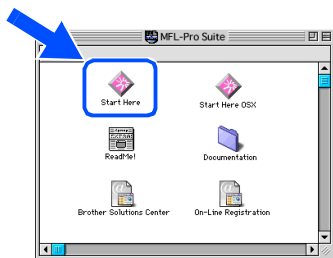 MFL-Pro Suite
Start Here
Start Here OSX
ReadMe!
Documentation
Brother Solutions Center
On-Line Registration